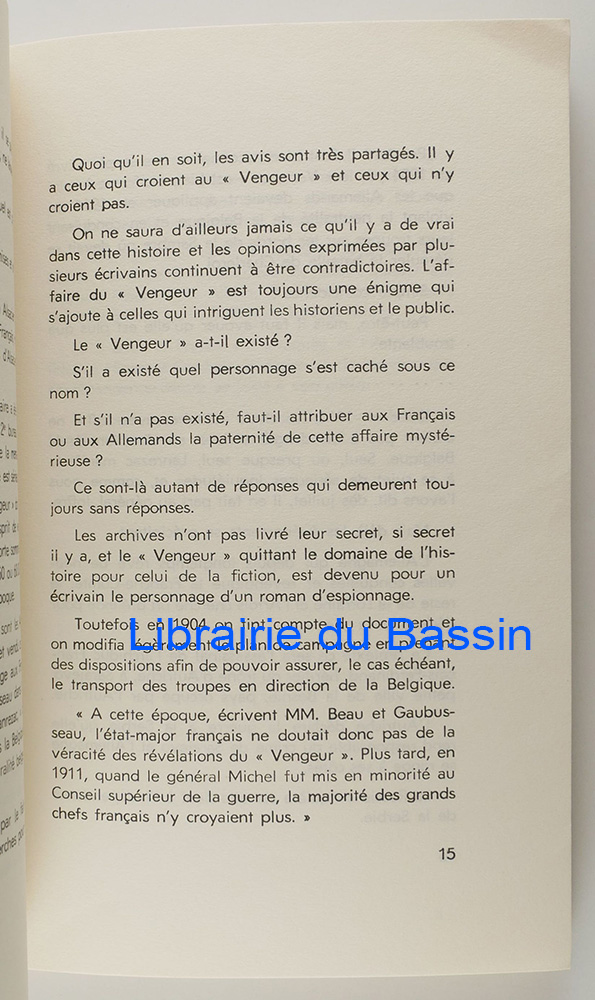 Quoi qu'il en soit, les avis sont très partagés. Il y
a ceux qui croient au « Vengeur » et ceux qui n'y
croient pas.
On ne saura d'ailleurs jamais ce qu'il y a de vrai
dans cette histoire et les opinions exprimées par plu-
sieurs écrivains continuent à être contradictoires. L'af-
faire du « Vengeur » est toujours une énigme qui
s'ajoute à celles qui intriguent les historiens et le public.
Le « Vengeur » a-t-il existé ?
S'il a existé quel personnage s'est caché sous ce
nom ?
Et s'il n'a pas existé, faut-il attribuer aux Français
ou aux Allemands la paternité de cette affaire mysté-
rieuse ?
Ce sont-là autant de réponses qui demeurent tou-
jours sans réponses.
Les archives n'ont pas livré leur secret, si secret
il y a, et le « Vengeur » quittant le domaine de l'his-
toire pour celui de la fiction, est devenu pour un
écrivain le personnage d'un roman d'espionnage.
Toutefois en 1904 on tint compte du document et
Librairie du Bassin
on modifia légèrement le plan de campagne en prenant
des dispositions afin de pouvoir assurer, le cas échéant,
le transport des troupes en direction de la Belgique.
« A cette époque, écrivent MM. Beau et Gaubus-
seau, l'état-major français ne doutait donc pas de la
véracité des révélations du « Vengeur ». Plus tard, en
1911, quand le général Michel fut mis en minorité au
Conseil supérieur de la guerre, la majorité des grands
chefs français n'y croyaient plus. »
15